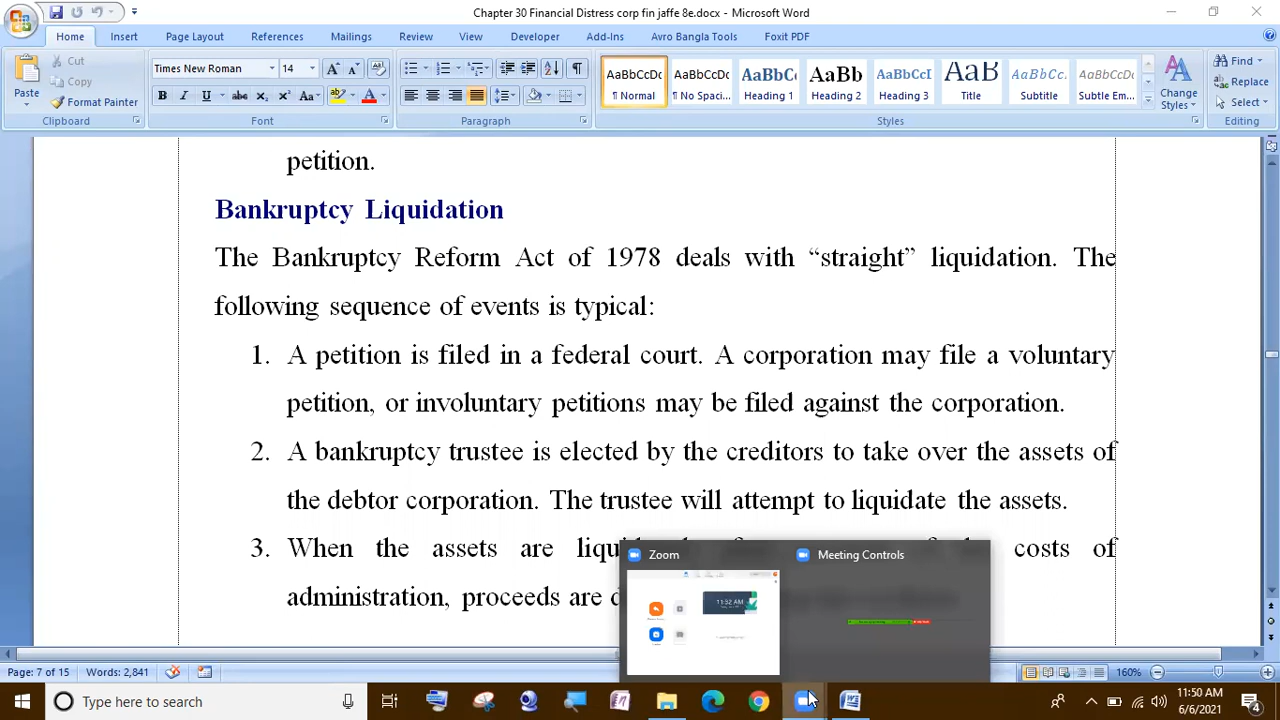 Chapter 30 Financial Distress corp fin jaffe 8e.docx - Microsoft Word
Home Insert Page Layout References Mailings Review View Developer Add-Ins Avro Bangla Tools Foxit PDF
Paste Cut Copy Format Painter
Clipboard
Times New Roman 14
Font
Paragraph
AaBbCcDc AaBbCcDc AaBbC AaBb AaBbCcI AaB AaBbCcL AaBbCcDc
¶ Normal ¶ No Spaci... Heading 1 Heading 2 Heading 3 Title Subtitle Subtle Em...
Styles
Change Styles
Find Replace Select
Editing
petition.
Bankruptcy Liquidation
The Bankruptcy Reform Act of 1978 deals with “straight” liquidation. The
following sequence of events is typical:
1. A petition is filed in a federal court. A corporation may file a voluntary
petition, or involuntary petitions may be filed against the corporation.
2. A bankruptcy trustee is elected by the creditors to take over the assets of
the debtor corporation. The trustee will attempt to liquidate the assets.
3. When the assets are costs of
administration, proceeds are
Zoom Meeting Controls
11:32 AM
Page: 7 of 15 Words: 2,841 160%
Type here to search
11:50 AM
6/6/2021